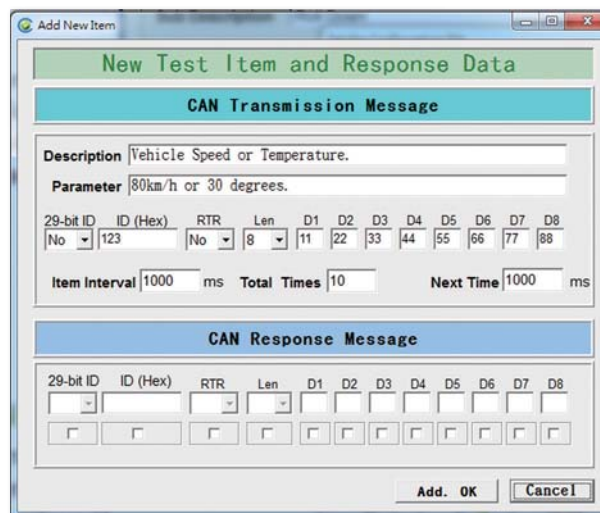 Add New Item
New Test Item and Response Data
CAN Transmission Message
Description Vehicle Speed or Temperature.
Parameter 80km/h or 30 degrees.
29-bit ID ID (Hex) RTR Len D1 D2 D3 D4 D5 D6 D7 D8
No 123 No 8 11 22 33 44 55 66 77 88
Item Interval 1000 ms Total Times 10 Next Time 1000 ms
CAN Response Message
29-bit ID ID (Hex) RTR Len D1 D2 D3 D4 D5 D6 D7 D8
Add. OK Cancel